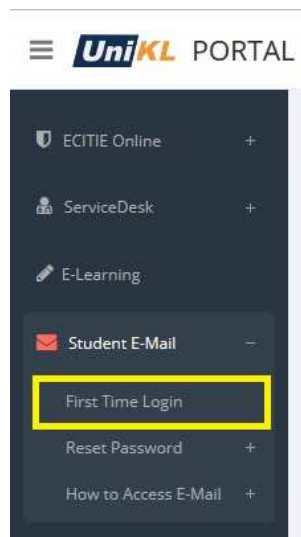 UniKL PORTAL
ECITIE Online +
ServiceDesk +
E-Learning
Student E-Mail −
First Time Login
Reset Password +
How to Access E-Mail +